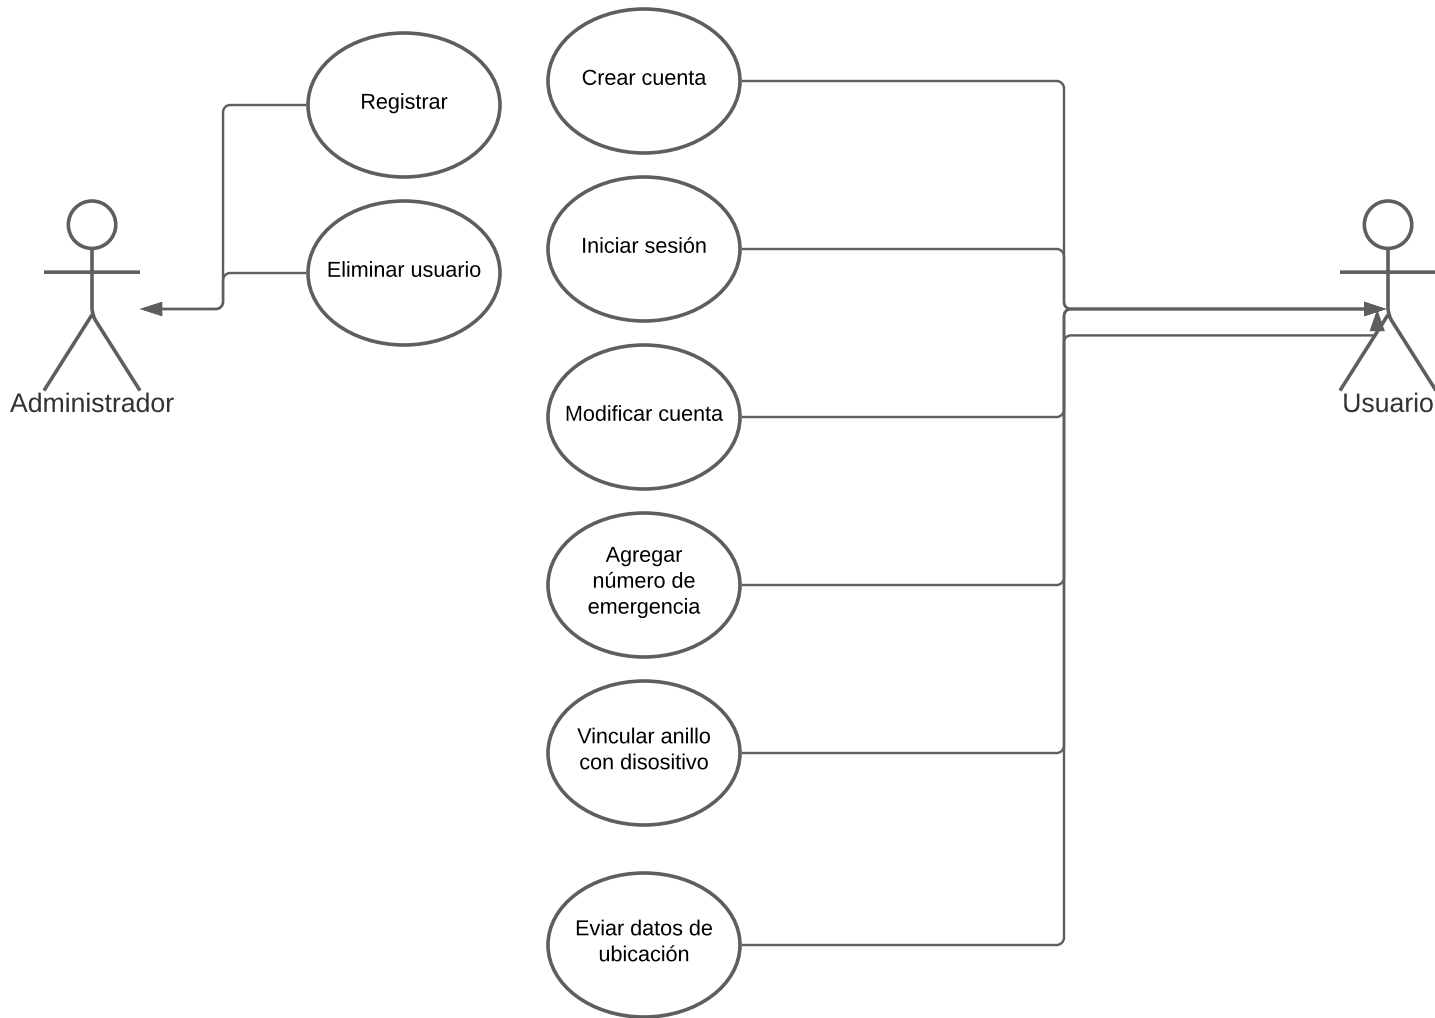 Crear cuenta
Registrar
Iniciar sesión
Eliminar usuario
Administrador
Usuario
Modificar cuenta
Agregar
número de
emergencia
Vincular anillo
con disositivo
Eviar datos de
ubicación